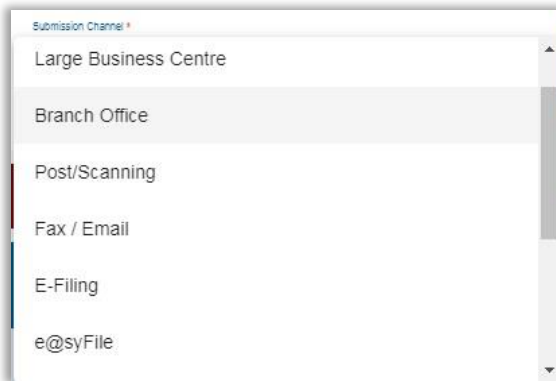 Submission Channel *
Large Business Centre
Branch Office
Post/Scanning
Fax / Email
E-Filing
e@syFile